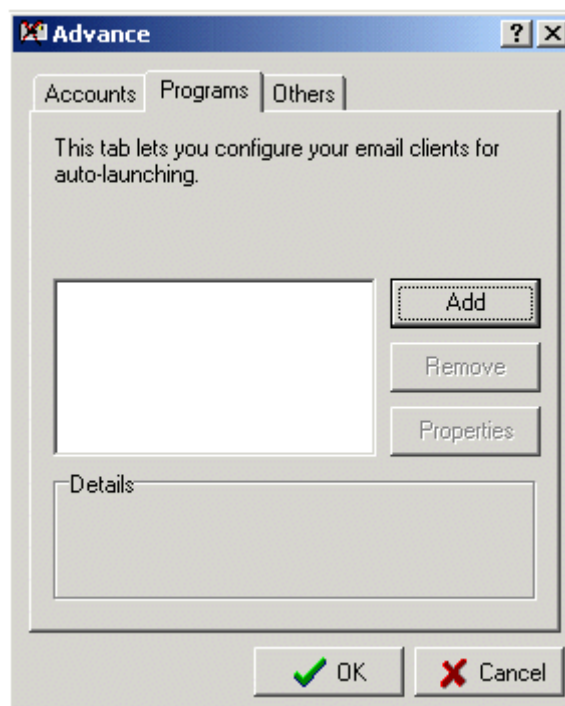 Advance
Accounts Programs Others
This tab lets you configure your email clients for
auto-launching.
Add
Remove
Properties
Details
OK Cancel